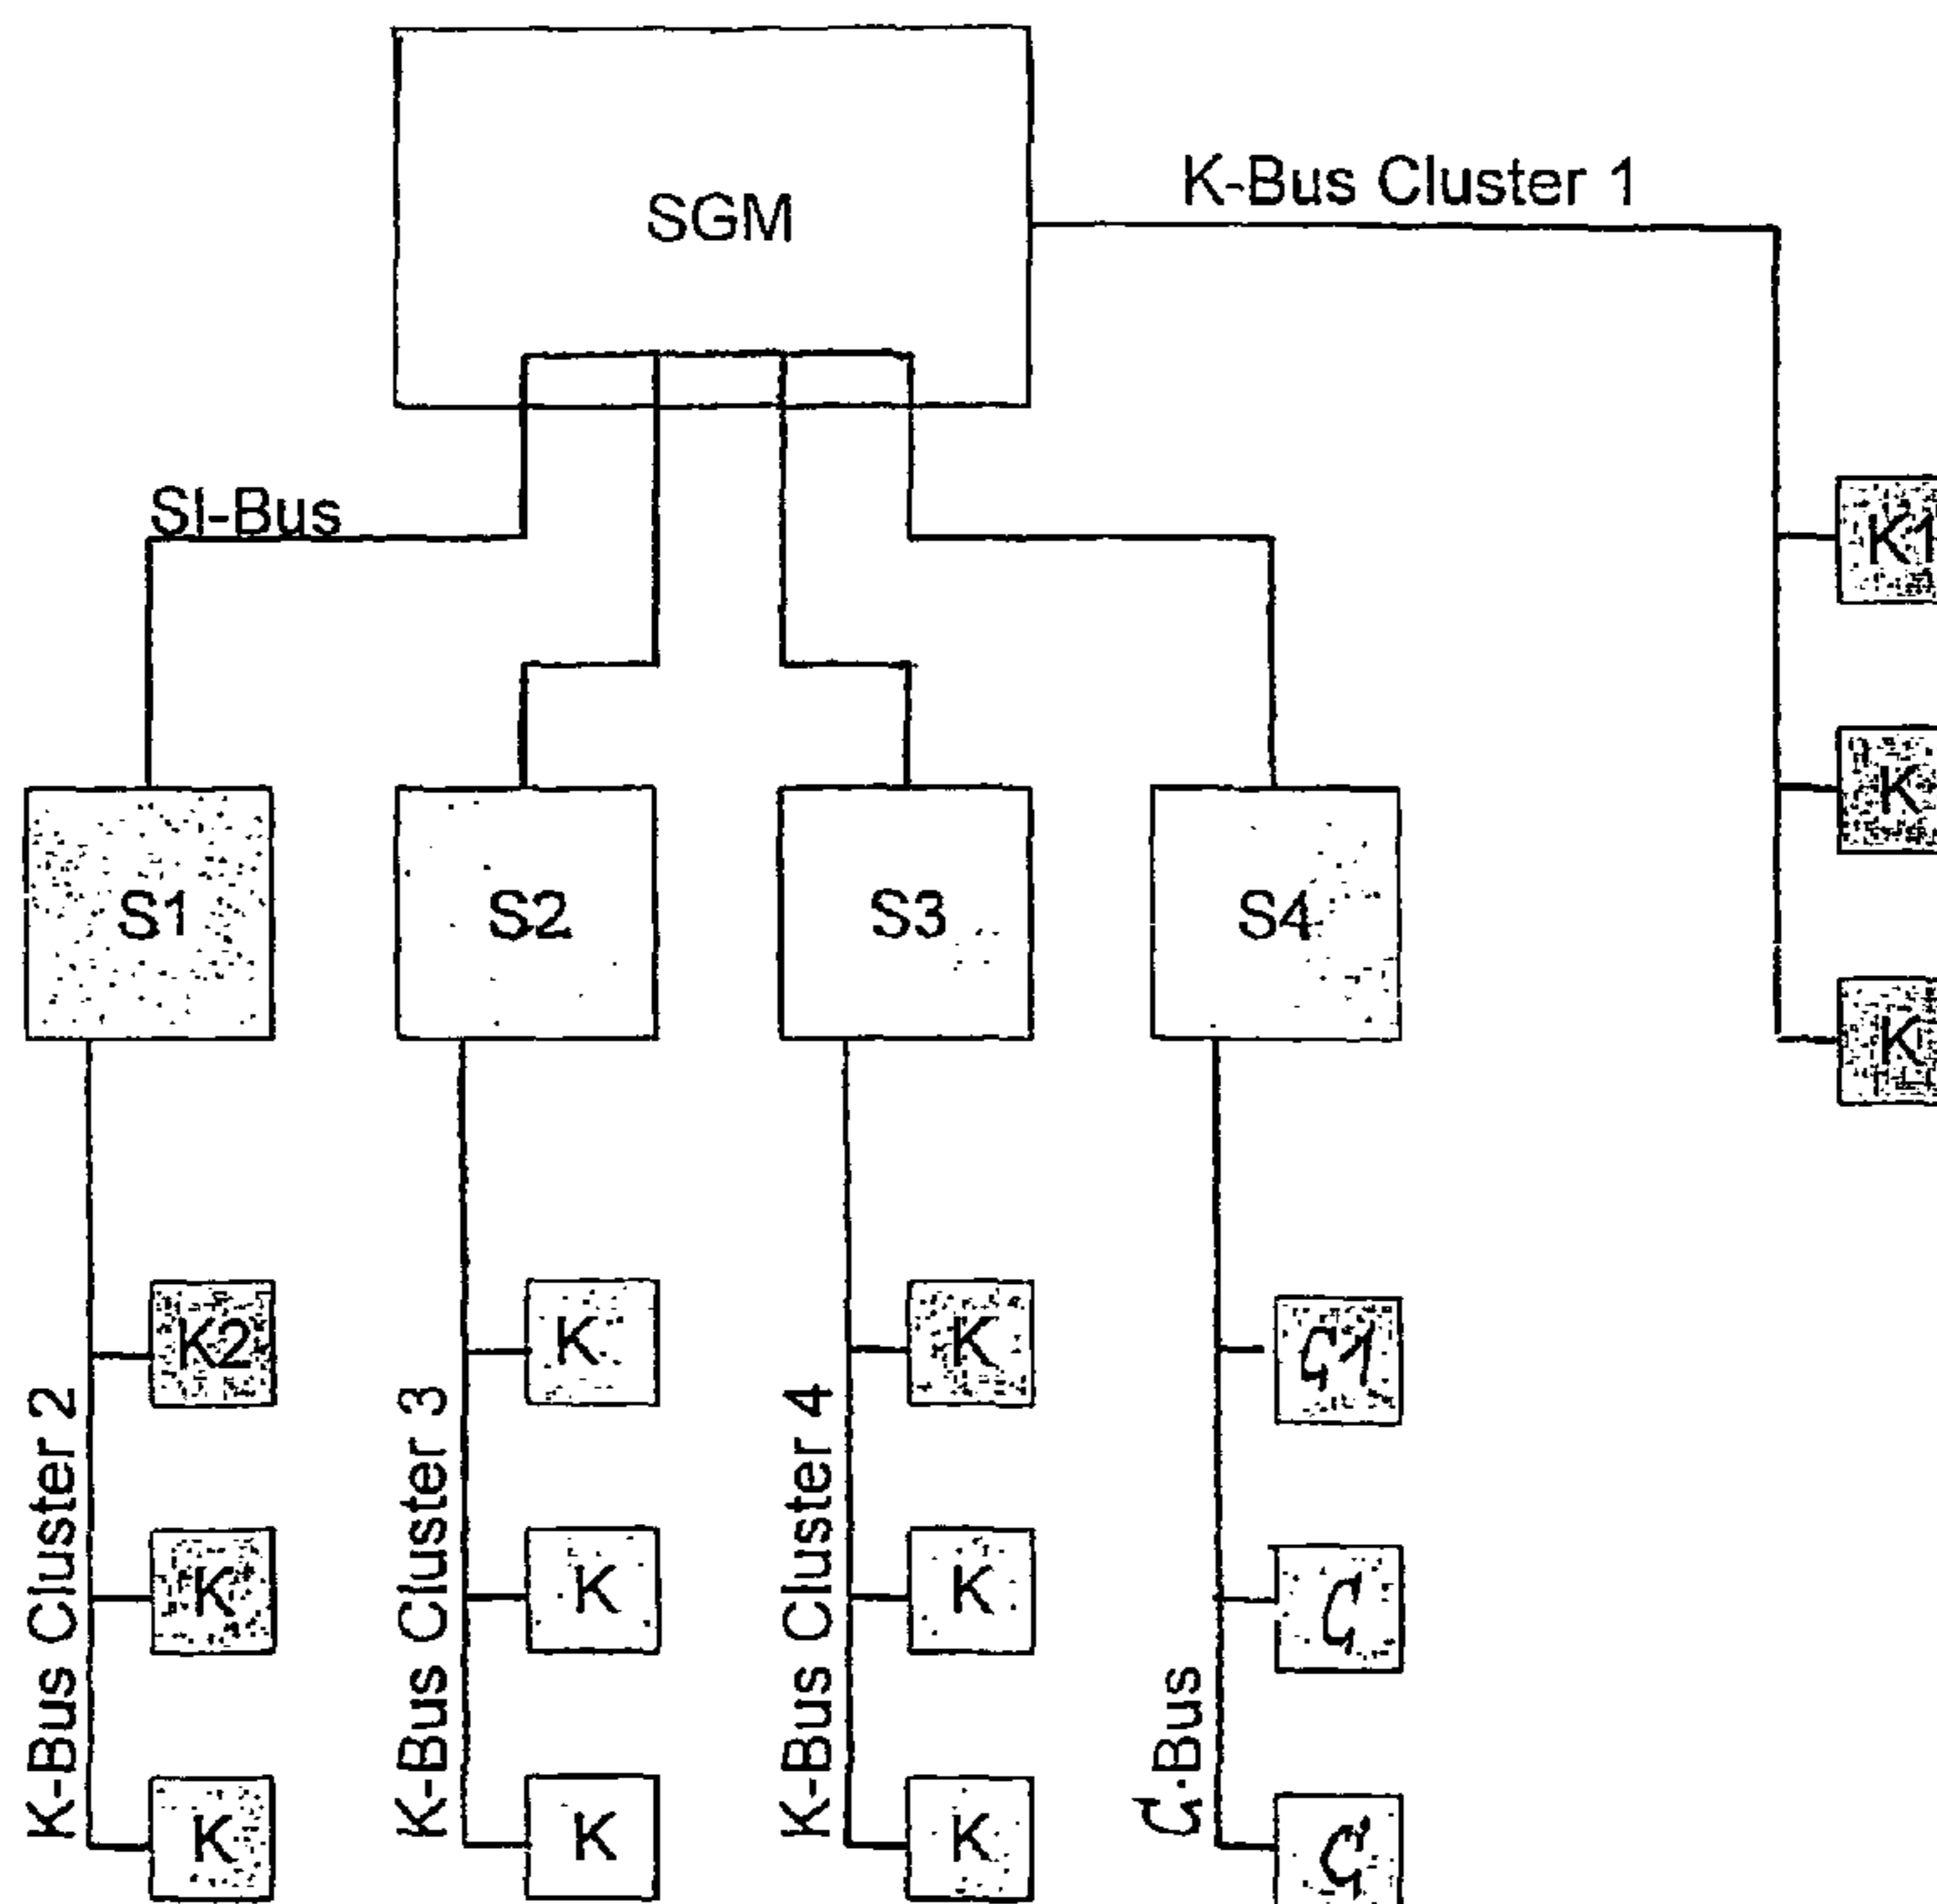 SGM
K-Bus Cluster 1
SI-Bus
K1
K
K
S1
S2
S3
S4
K-Bus Cluster 2
K2
K
K
K-Bus Cluster 3
K
K
K
K-Bus Cluster 4
K
K
K
C-Bus
C1
C
C